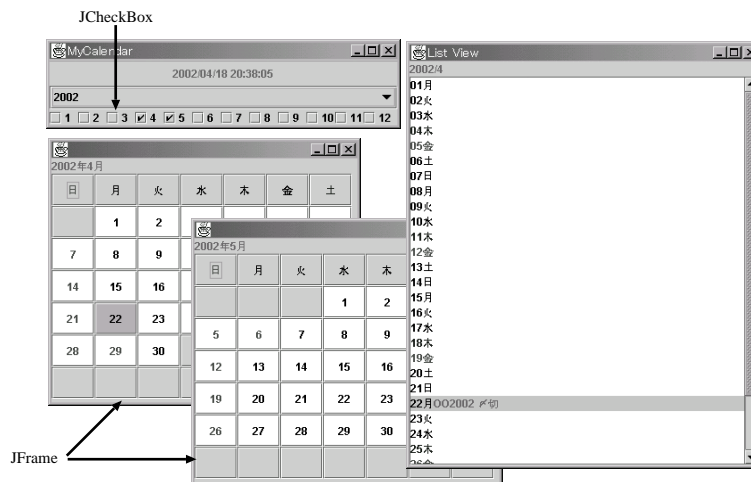 JCheckBox
MyCalendar
2002/04/18 20:38:05
2002
1 2 3 4 5 6 7 8 9 10 11 12
2002年4月
日 月 火 水 木 金 土
1 2
7 8 9
14 15 16
21 22 23
28 29 30
2002年5月
日 月 火 水 木
1 2
5 6 7 8 9
12 13 14 15 16
19 20 21 22 23
26 27 28 29 30
List View
2002/4
01月
02火
03水
04木
05金
06土
07日
08月
09火
10水
11木
12金
13土
14日
15月
16火
17水
18木
19金
20土
21日
22月OO2002 〆切
23火
24水
25木
26金
JFrame